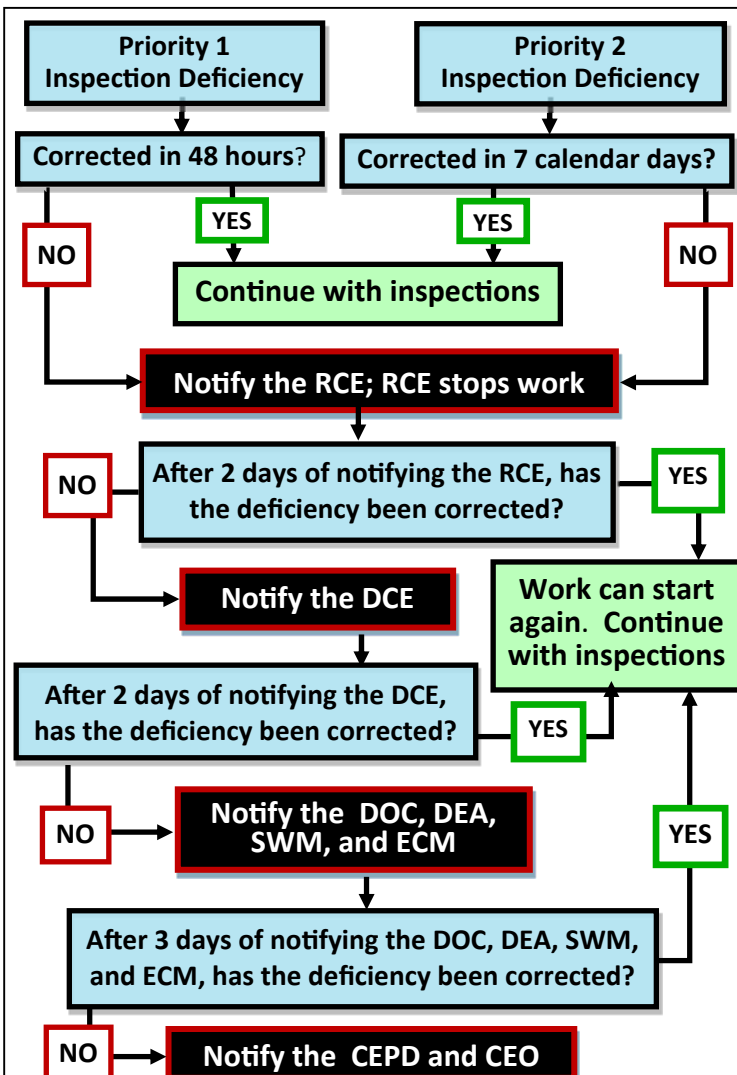 Priority 1
Inspection Deficiency
Priority 2
Inspection Deficiency
Corrected in 48 hours?
Corrected in 7 calendar days?
NO
YES
YES
NO
Continue with inspections
Notify the RCE; RCE stops work
NO
After 2 days of notifying the RCE, has
the deficiency been corrected?
YES
Notify the DCE
Work can start
again. Continue
with inspections
After 2 days of notifying the DCE,
has the deficiency been corrected?
YES
NO
Notify the DOC, DEA,
SWM, and ECM
YES
After 3 days of notifying the DOC, DEA, SWM,
and ECM, has the deficiency been corrected?
NO
Notify the CEPD and CEO